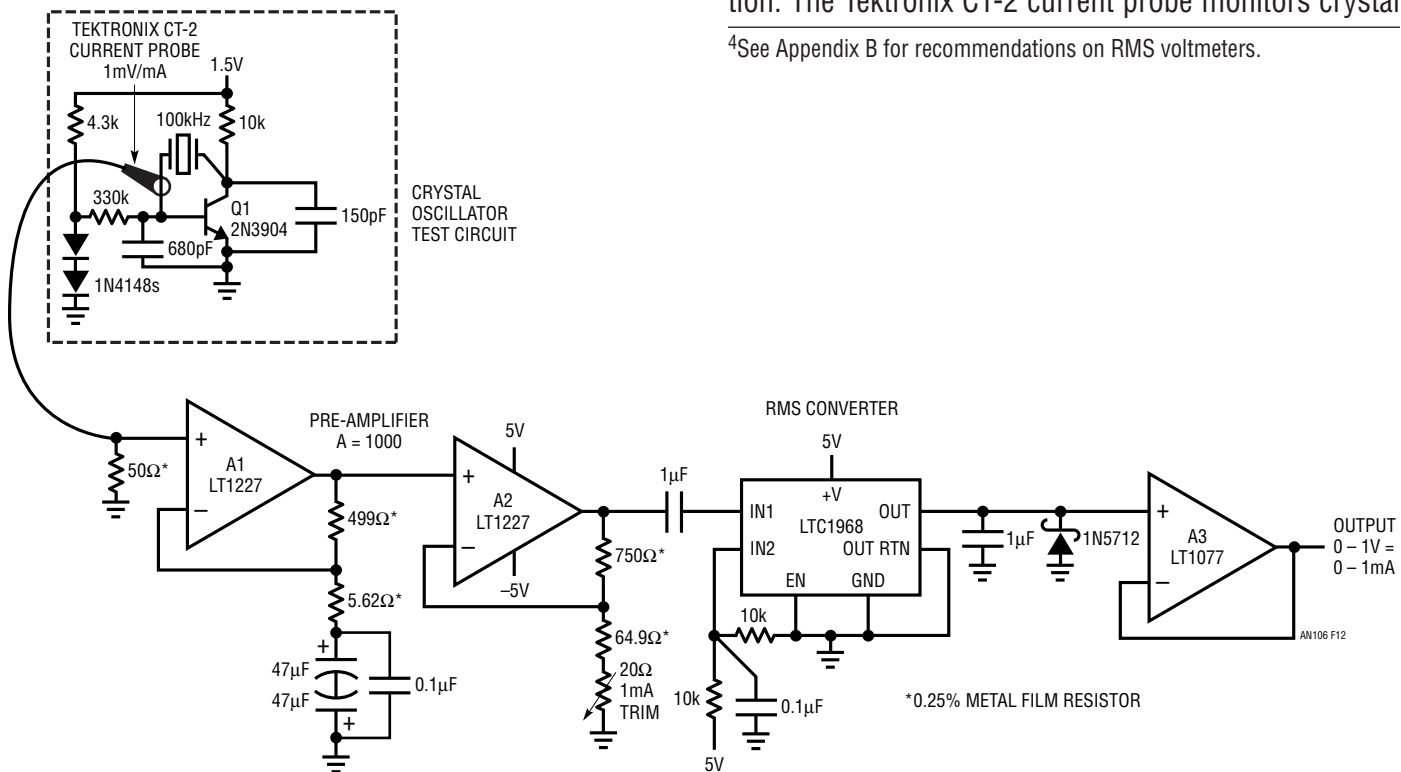 tion. The Tektronix CT-2 current probe monitors crystal
⁴See Appendix B for recommendations on RMS voltmeters.
TEKTRONIX CT-2
CURRENT PROBE
1mV/mA
1.5V
4.3k
100kHz
10k
330k
Q1
2N3904
150pF
680pF
1N4148s
CRYSTAL
OSCILLATOR
TEST CIRCUIT
PRE-AMPLIFIER
A = 1000
RMS CONVERTER
50Ω*
+
–
A1
LT1227
499Ω*
5.62Ω*
+
47µF
47µF
+
0.1µF
5V
+
–
A2
LT1227
–5V
750Ω*
64.9Ω*
20Ω
1mA
TRIM
1µF
5V
+V
IN1
OUT
LTC1968
IN2
OUT RTN
EN
GND
10k
10k
0.1µF
5V
1µF
1N5712
+
–
A3
LT1077
OUTPUT
0 – 1V =
0 – 1mA
AN106 F12
*0.25% METAL FILM RESISTOR